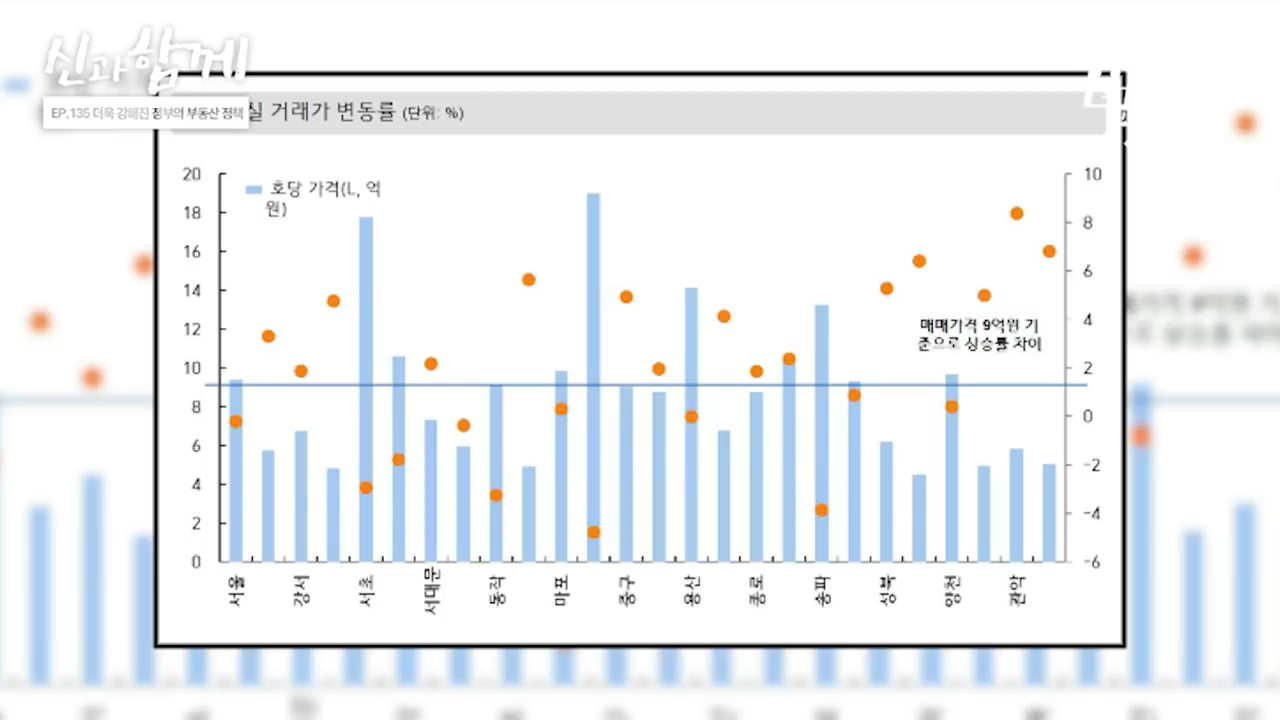 신과함께
EP.135 더욱 강해진 정부의 부동산 정책
실 거래가 변동률 (단위: %)
호당 가격(L, 억
원)
20
18
16
14
12
10
8
6
4
2
0
10
8
6
4
2
0
-2
-4
-6
매매가격 9억원 기
준으로 상승률 차이
서울
강서
서초
서대문
동작
마포
중구
용산
종로
송파
성북
양천
관악